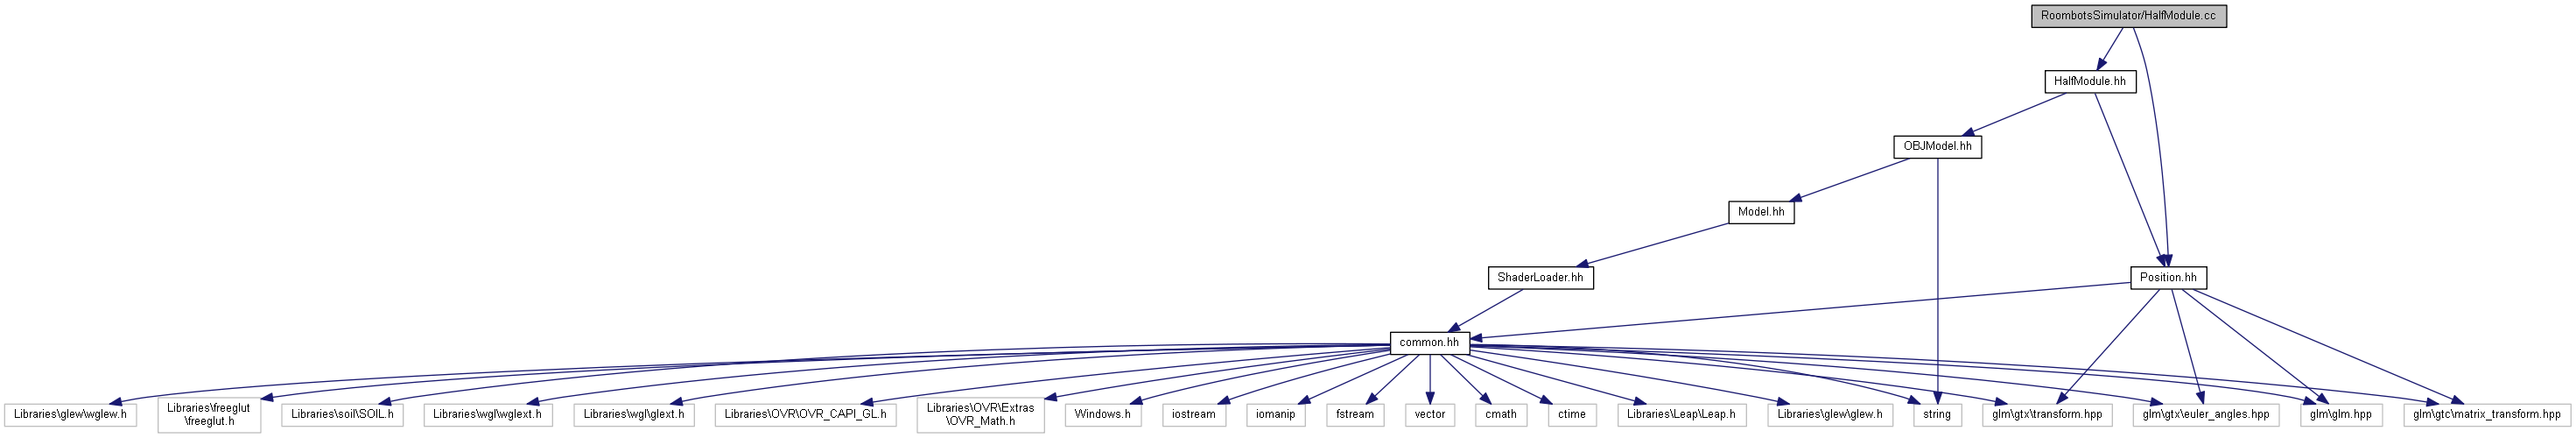 RoombotsSimulator/HalfModule.cc
HalfModule.hh
OBJModel.hh
Model.hh
ShaderLoader.hh
Position.hh
common.hh
Libraries\glew\wglew.h
Libraries\freeglut
\freeglut.h
Libraries\soil\SOIL.h
Libraries\wgl\wglext.h
Libraries\wgl\glext.h
Libraries\OVR\OVR_CAPI_GL.h
Libraries\OVR\Extras
\OVR_Math.h
Windows.h
iostream
iomanip
fstream
vector
cmath
ctime
Libraries\Leap\Leap.h
Libraries\glew\glew.h
string
glm\gtx\transform.hpp
glm\gtx\euler_angles.hpp
glm\glm.hpp
glm\gtc\matrix_transform.hpp